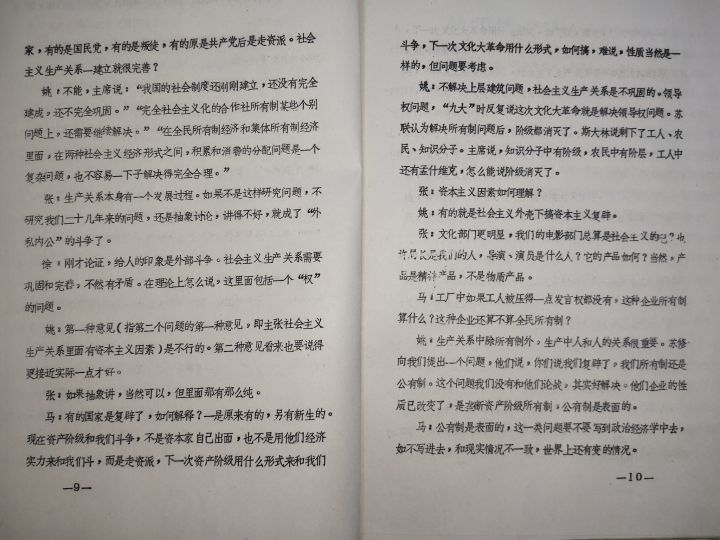 家，有的是国民党，有的是叛徒，有的原是共产党后是走资派。社会
主义生产关系一建立就很完善？
姚：不能，主席说：“我国的社会制度还刚刚建立，还没有完全
建成，还不完全巩固。”“完全社会主义化的合作社所有制某些个别
问题上，还需要继续解决。”“在全民所有制经济和集体所有制经济
里面，在两种社会主义经济形式之间，积累和消费的分配问题是一个
复杂问题，也不容易一下子解决得完全合理。”
张：生产关系本身有一个发展过程。如果不是这样研究问题，不
研究我们二十几年来的问题，还是抽象讨论，讲得不好，就成了“外
私内公”的斗争了。
徐：刚才论证，给人的印象是外部斗争。社会主义生产关系需要
巩固和完善，不然有矛盾。在理论上怎么说，这里面包括一个“权”
的问题。
姚：第一种意见（指第二个问题的第一种意见，即主张社会主义
生产关系里面有资本主义因素）是不行的。第二种意见看来也要说得
更接近实际一点才好。
张：如果抽象讲，当然可以，但里面那有那么纯。
马：有的国家是复辟了，如何解释？一是原来有的，另有新生的。
现在资产阶级和我们斗争，不是资本家自己出面，也不是用他们经济
实力来和我们斗，而是走资派，下一次资产阶级用什么形式来和我们
—9—
斗争，下一次文化大革命用什么形式，如何搞，难说，性质当然是一
样的，但问题要考虑。
姚：不解决上层建筑问题，社会主义生产关系是不巩固的。领导
权问题，“九大”时反复说这次文化大革命就是解决领导权问题。苏
联认为解决所有制问题后，阶级都消灭了。斯大林说剩下了工人、农
民、知识分子。主席说，知识分子中有阶级，农民中有阶层，工人中
还有孟什维克，怎么能说阶级消灭了。
张：资本主义因素如何理解？
姚：有的就是社会主义外壳下搞资本主义复辟。
张：文化部门更明显，我们的电影部门总算是社会主义的吧？也
许局长是我们的人，导演、演员是什么人？它的产品如何？当然，产
品是精神产品，不是物质产品。
马：工厂中如果工人被压得一点发言权都没有，这种企业所有制
算什么？这种企业还算不算全民所有制？
姚：生产关系中除所有制外，生产中人和人的关系很重要。苏修
向我们提出一个问题，他们说，你们说我们复辟了，我们所有制还是
公有制。这个问题我们没有和他们论战。其实好解决。他们企业的性
质已改变了，是垄断资产阶级所有制，公有制是表面的。
马：公有制是表面的，这一类问题要不要写到政治经济学中去，
如不写进去，和现实情况不一致，世界上还有变的情况。
—10—